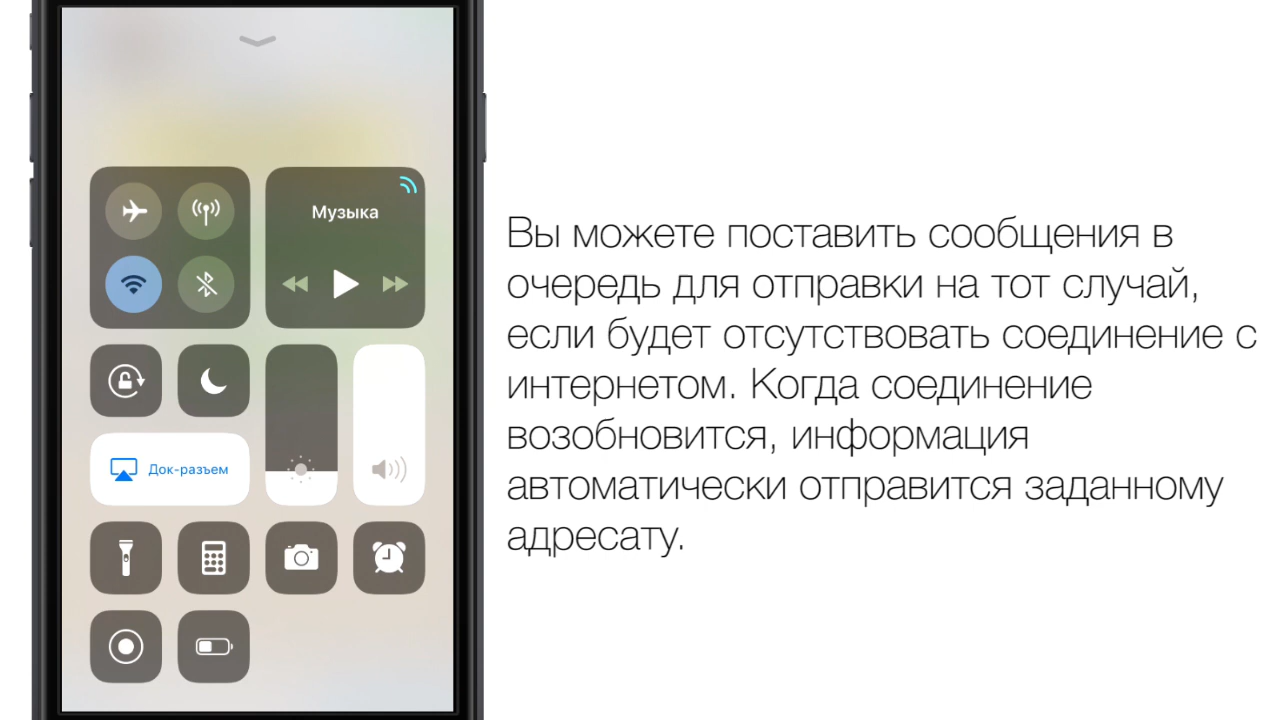 Музыка
Док-разъем
Вы можете поставить сообщения в
очередь для отправки на тот случай,
если будет отсутствовать соединение с
интернетом. Когда соединение
возобновится, информация
автоматически отправится заданному
адресату.